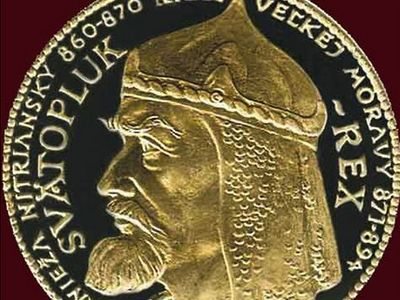 NIEŽA NITRIANSKY 860-870 VEĽKEJ MORAVY 871-894
SVÄTOPLUK -REX